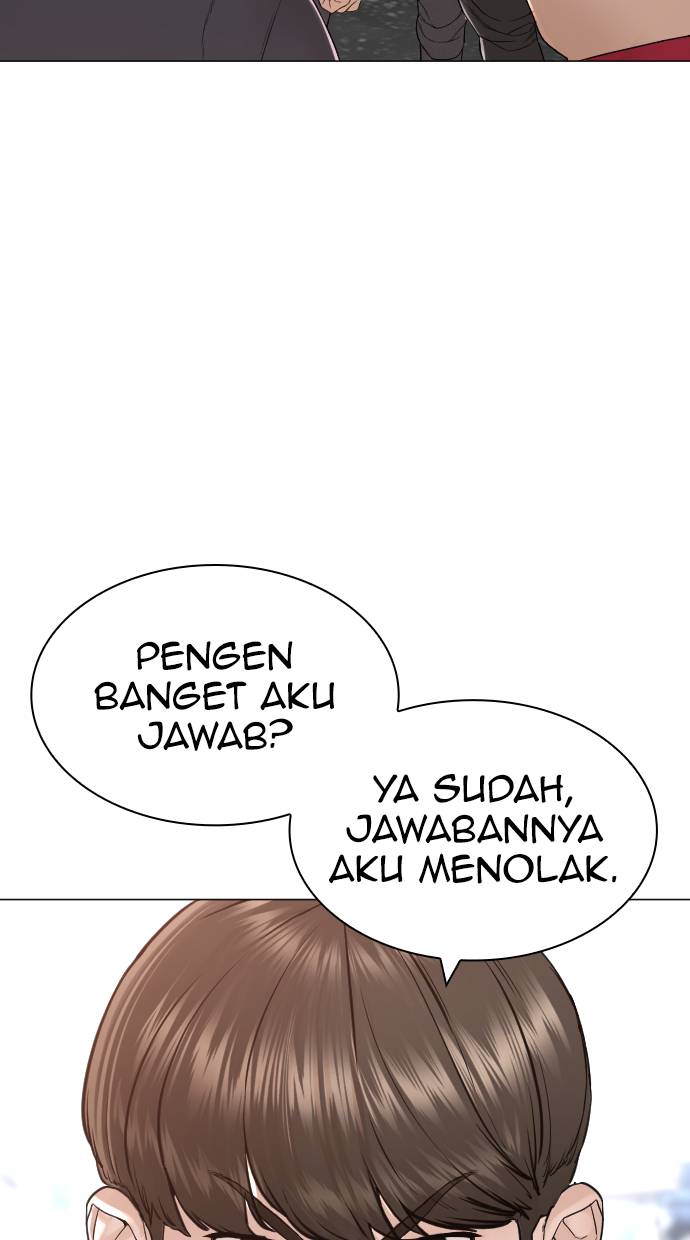 PENGEN
BANGET AKU
JAWAB?
YA SUDAH,
JAWABANNYA
AKU MENOLAK.